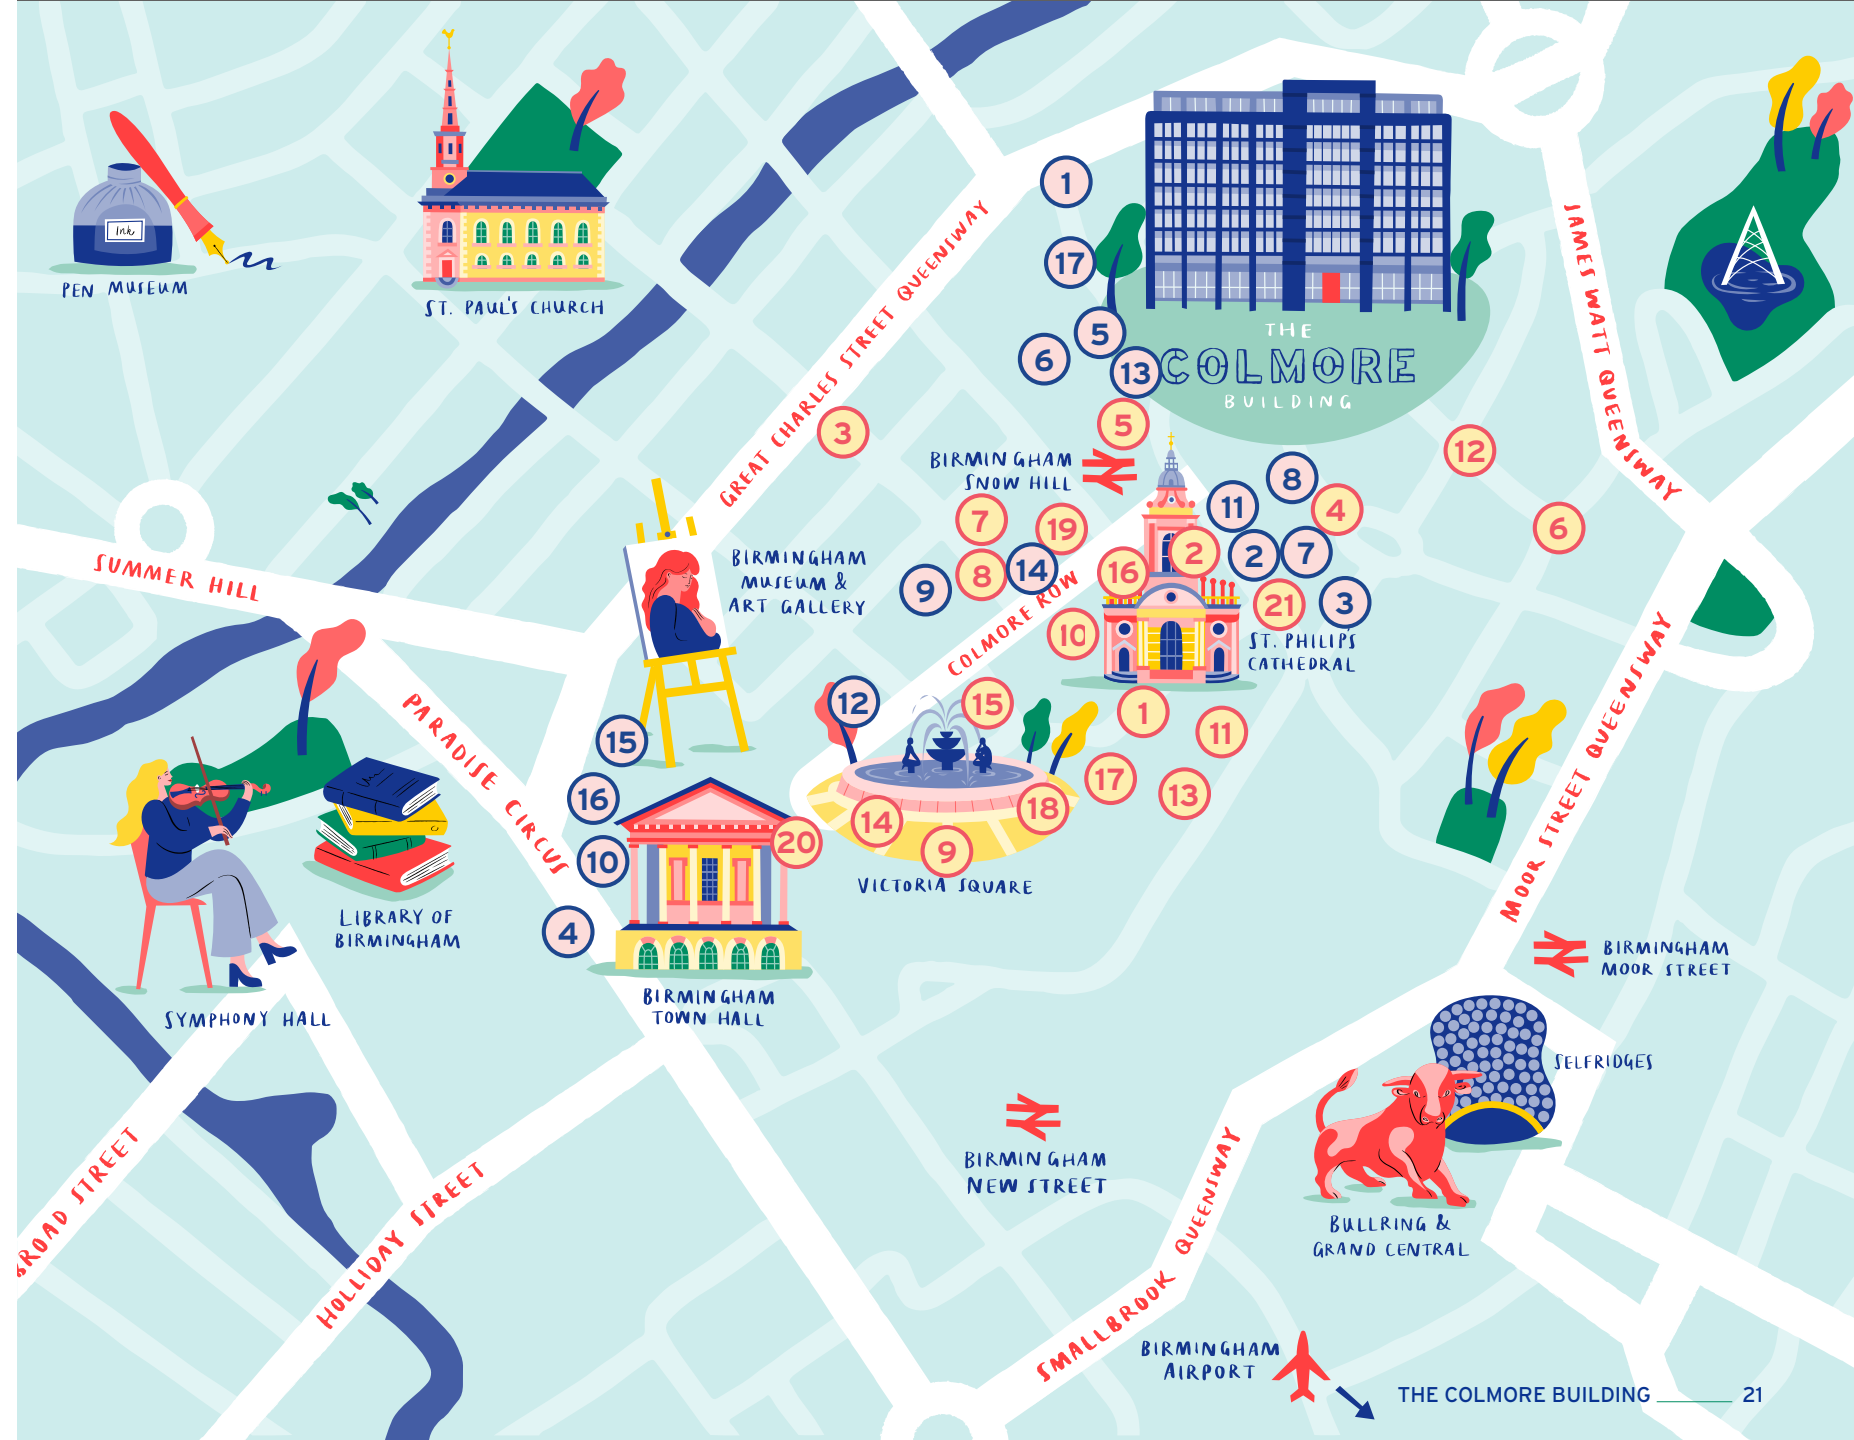 Ink
PEN MUSEUM
ST. PAUL'S CHURCH
GREAT CHARLES STREET QUEENSWAY
1
17
5
6
13
THE
COLMORE
BUILDING
JAMES WATT QUEENSWAY
3
5
BIRMINGHAM
SNOW HILL
12
8
11
4
6
7
19
2
2
7
9
8
14
16
21
3
10
COLMORE ROW
ST. PHILIP'S
CATHEDRAL
SUMMER HILL
BIRMINGHAM
MUSEUM &
ART GALLERY
PARADISE CIRCUS
15
16
10
4
12
15
1
11
17
13
14
18
20
9
VICTORIA SQUARE
MOOR STREET QUEENSWAY
LIBRARY OF
BIRMINGHAM
SYMPHONY HALL
BIRMINGHAM
TOWN HALL
BIRMINGHAM
MOOR STREET
SELFRIDGES
BROAD STREET
HOLLIDAY STREET
BIRMINGHAM
NEW STREET
SMALLBROOK QUEENSWAY
BULLRING &
GRAND CENTRAL
BIRMINGHAM
AIRPORT
THE COLMORE BUILDING 21